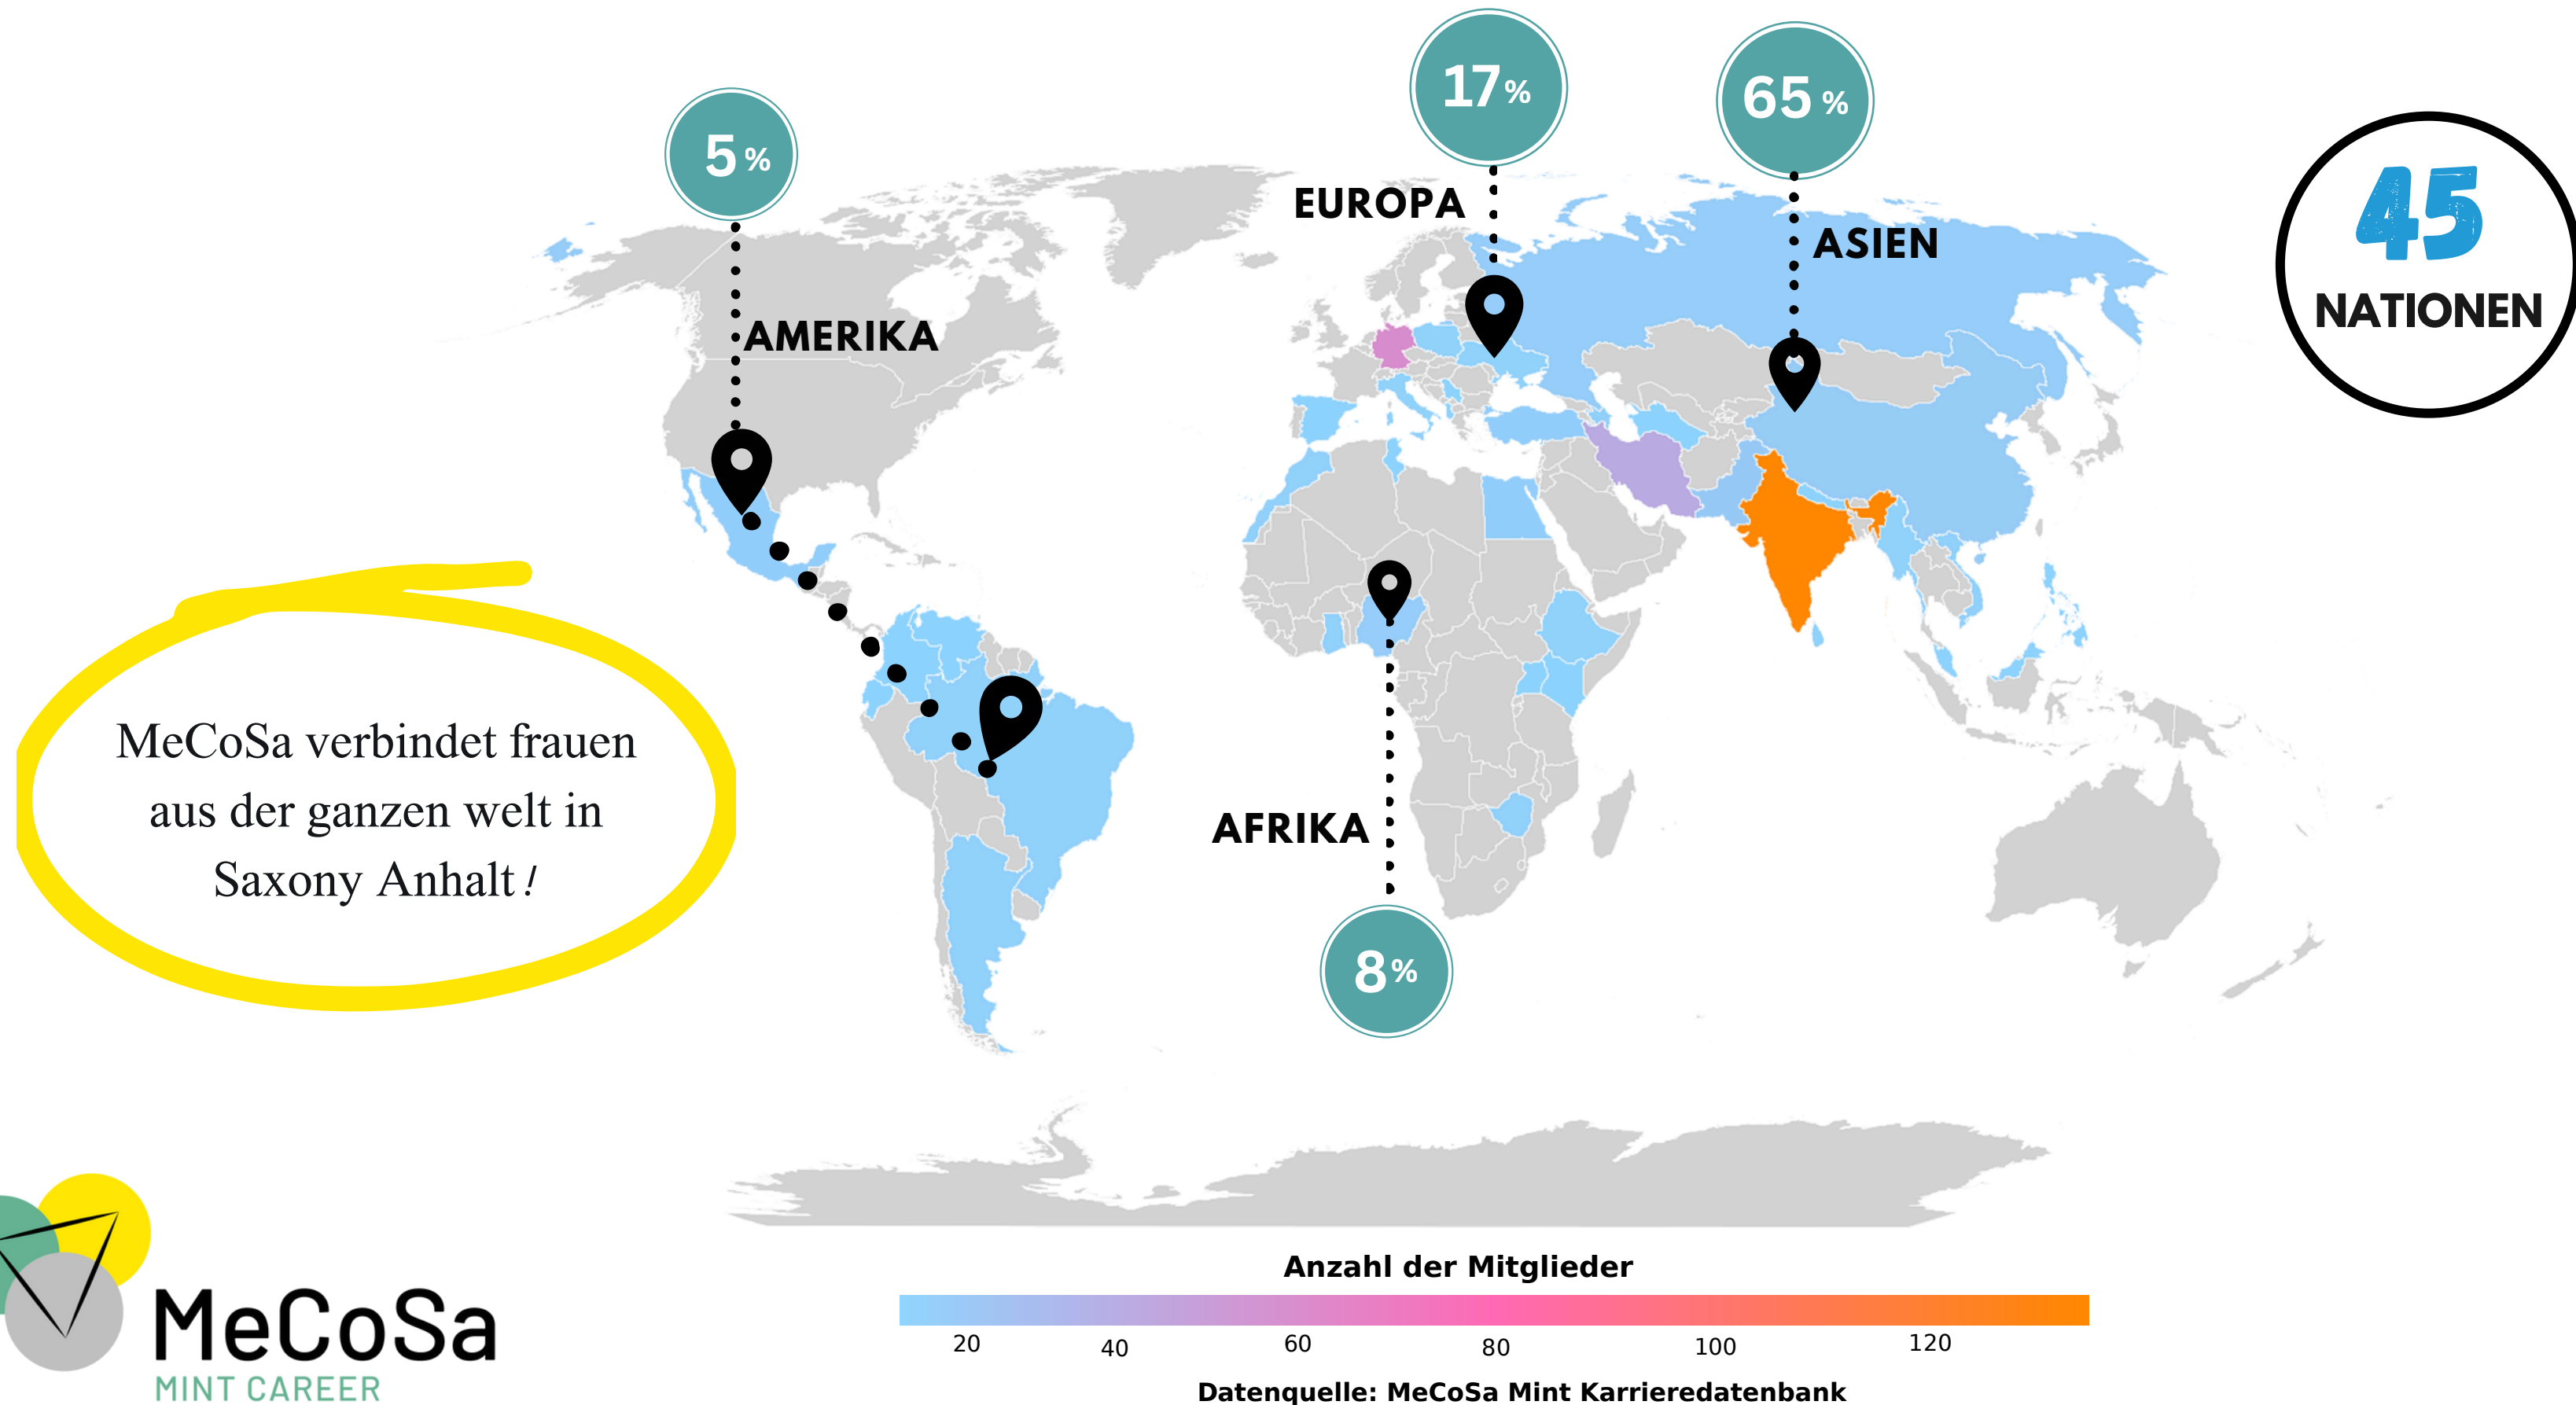 5 %
17 %
65 %
EUROPA
ASIEN
AMERIKA
45
NATIONEN
MeCoSa verbindet frauen
aus der ganzen welt in
Saxony Anhalt !
AFRIKA
8 %
Anzahl der Mitglieder
20 40 60 80 100 120
Datenquelle: MeCoSa Mint Karrieredatenbank
MeCoSa
MINT CAREER